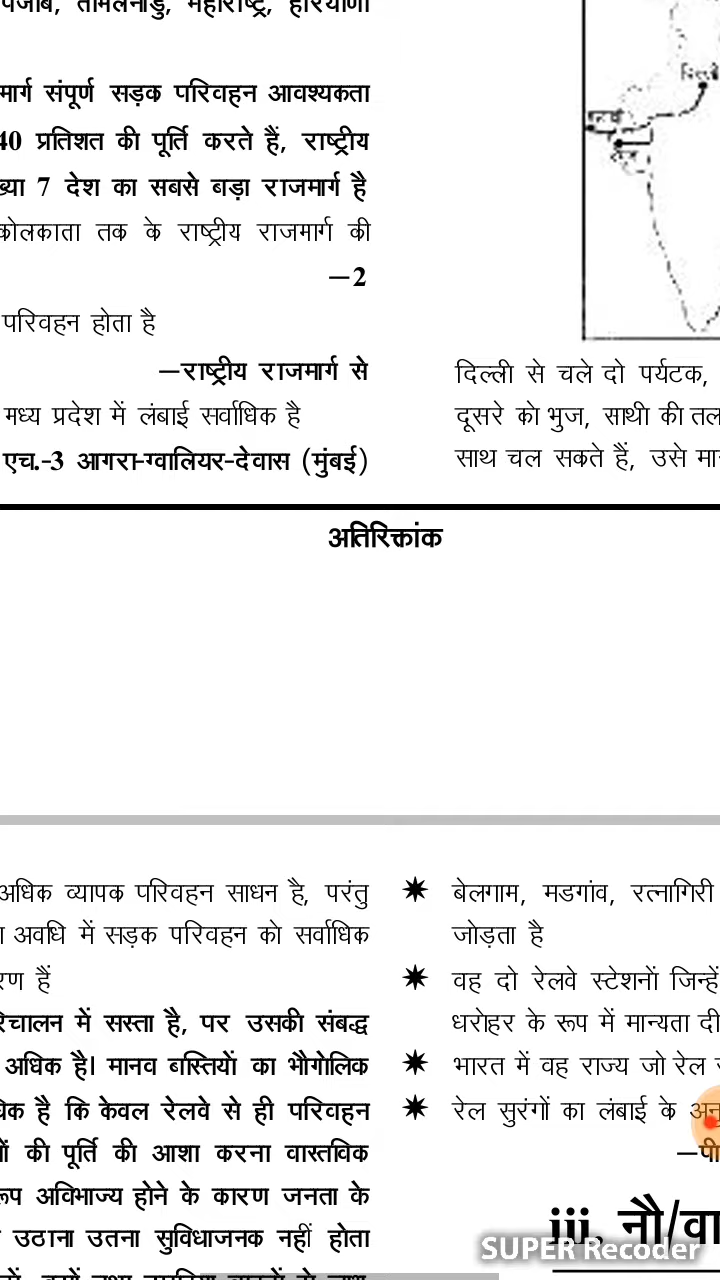 पंजाब, तामिलनाडु, महाराष्ट्र, हरियाणा
मार्ग संपूर्ण सड़क परिवहन आवश्यकता
40 प्रतिशत की पूर्ति करते हैं, राष्ट्रीय
ख्या 7 देश का सबसे बड़ा राजमार्ग है
कोलकाता तक के राष्ट्रीय राजमार्ग की
–2
परिवहन होता है
–राष्ट्रीय राजमार्ग से
मध्य प्रदेश में लंबाई सर्वाधिक है
एच.-3 आगरा-ग्वालियर-देवास (मुंबई)
दिल्ली से चले दो पर्यटक,
दूसरे को भुज, साथी की तल
साथ चल सकते हैं, उसे मा
अतिरिक्तांक
अधिक व्यापक परिवहन साधन है, परंतु
अवधि में सड़क परिवहन को सर्वाधिक
रण हैं
रिचालन में सस्ता है, पर उसकी संबद्ध
अधिक है। मानव बस्तियों का भौगोलिक
धिक है कि केवल रेलवे से ही परिवहन
ों की पूर्ति की आशा करना वास्तविक
रूप अविभाज्य होने के कारण जनता के
उठाना उतना सुविधाजनक नहीं होता
✷ बेलगाम, मडगांव, रत्नागिरी
जोड़ता है
✷ वह दो रेलवे स्टेशनों जिन्हें
धरोहर के रूप में मान्यता दी
✷ भारत में वह राज्य जो रेल
✷ रेल सुरंगों का लंबाई के अनु
–पी
iii. नौ/वा
SUPER Recoder